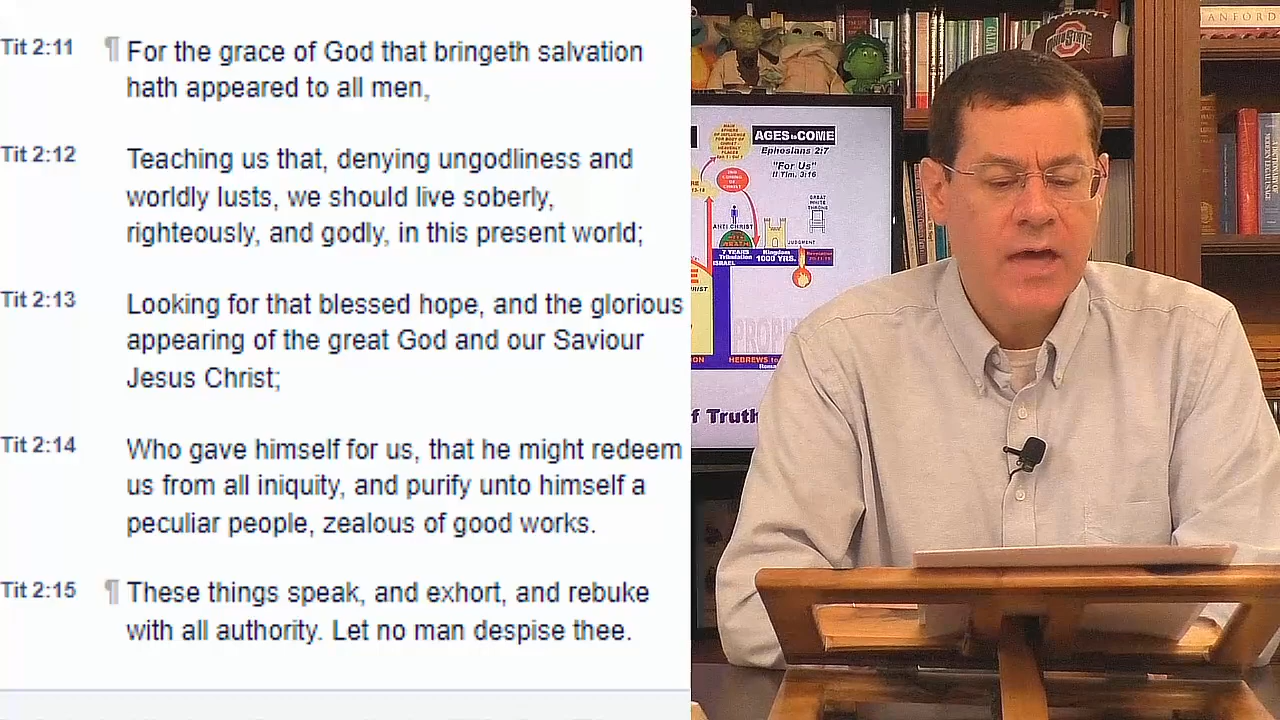 Tit 2:11 ¶ For the grace of God that bringeth salvation
hath appeared to all men,
Tit 2:12 Teaching us that, denying ungodliness and
worldly lusts, we should live soberly,
righteously, and godly, in this present world;
Tit 2:13 Looking for that blessed hope, and the glorious
appearing of the great God and our Saviour
Jesus Christ;
Tit 2:14 Who gave himself for us, that he might redeem
us from all iniquity, and purify unto himself a
peculiar people, zealous of good works.
Tit 2:15 ¶ These things speak, and exhort, and rebuke
with all authority. Let no man despise thee.
AGES to COME
Ephesians 2:7
"For Us"
II Tim. 3:16
GREAT
WHITE
THRONE
ANTI CHRIST
JUDGMENT
7 YEARS
Tribulation
ISRAEL
Kingdom
1000 YRS.
PROPH
HEBREWS to
f Truth
ANFORD